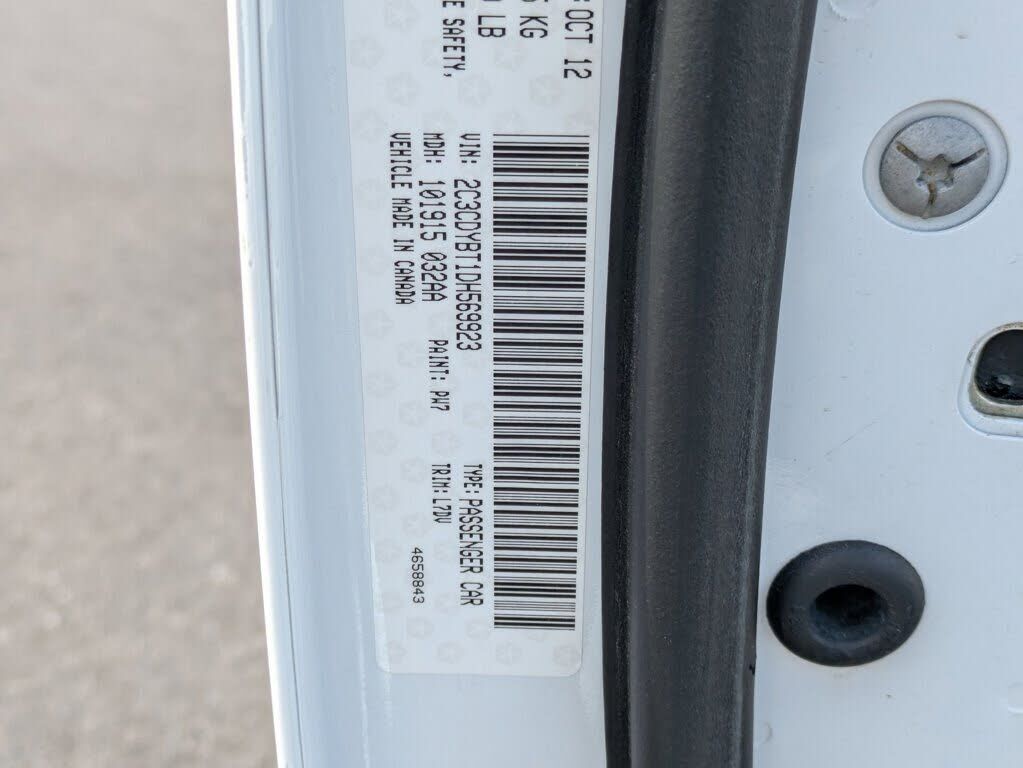 : OCT 12
KG
LB
E SAFETY,
VIN: 2C3CDYBT1DH569923 TYPE: PASSENGER CAR
MDH: 101915 032AA PAINT: PW7 TRIM: L7DV
VEHICLE MADE IN CANADA 4658843